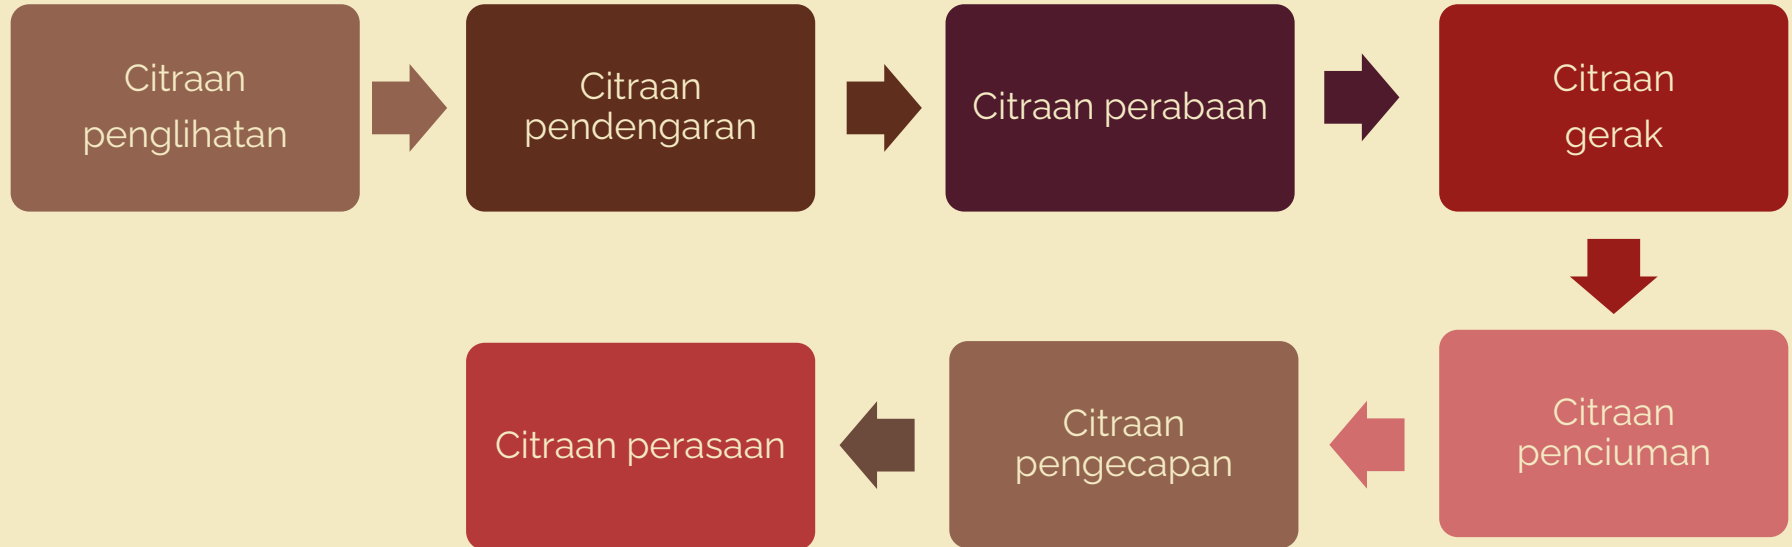 Citraan
penglihatan
Citraan
pendengaran
Citraan perabaan
Citraan
gerak
Citraan
penciuman
Citraan
pengecapan
Citraan perasaan